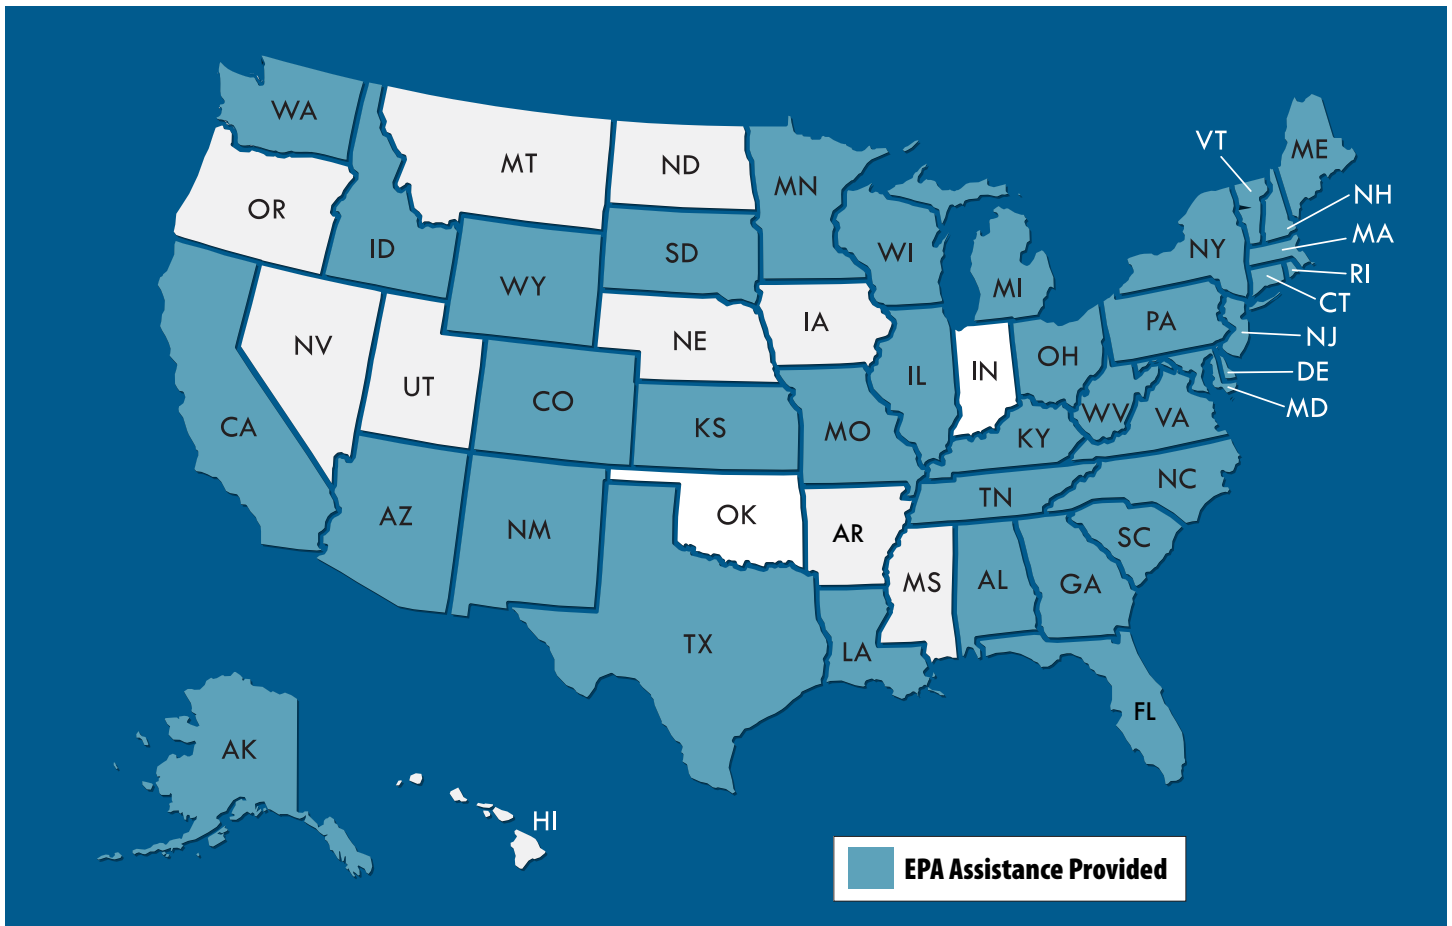 WA
MT
ND
MN
VT
ME
NH
OR
ID
SD
WI
NY
MA
WY
MI
RI
CT
NV
NE
IA
PA
NJ
UT
CO
IL
IN
OH
DE
CA
KS
MO
KY
WV
VA
MD
AZ
NM
OK
AR
TN
NC
SC
TX
LA
MS
AL
GA
FL
AK
HI
EPA Assistance Provided